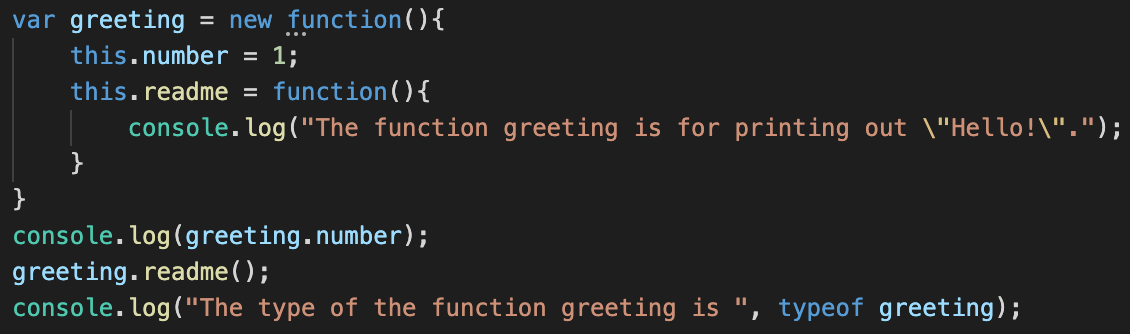 var greeting = new function(){
    this.number = 1;
    this.readme = function(){
        console.log("The function greeting is for printing out \"Hello!\".");
    }
}
console.log(greeting.number);
greeting.readme();
console.log("The type of the function greeting is ", typeof greeting);